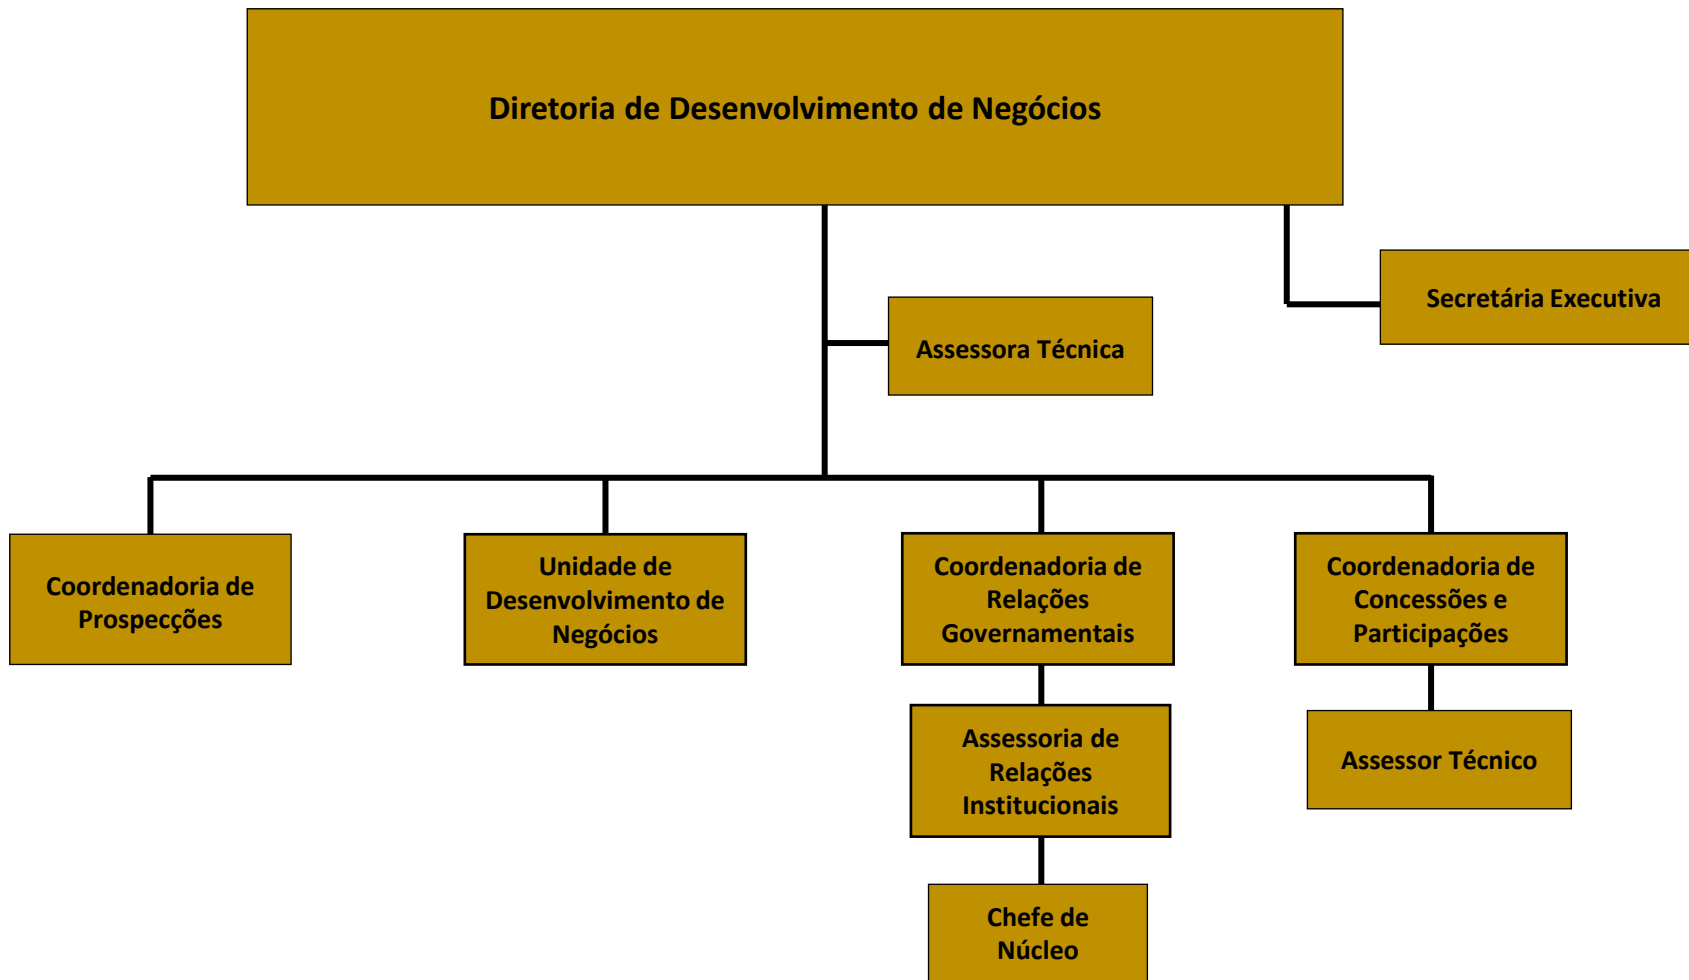 Diretoria de Desenvolvimento de Negócios
Secretária Executiva
Assessora Técnica
Coordenadoria de
Prospecções
Unidade de
Desenvolvimento de
Negócios
Coordenadoria de
Relações
Governamentais
Coordenadoria de
Concessões e
Participações
Assessoria de
Relações
Institucionais
Assessor Técnico
Chefe de
Núcleo